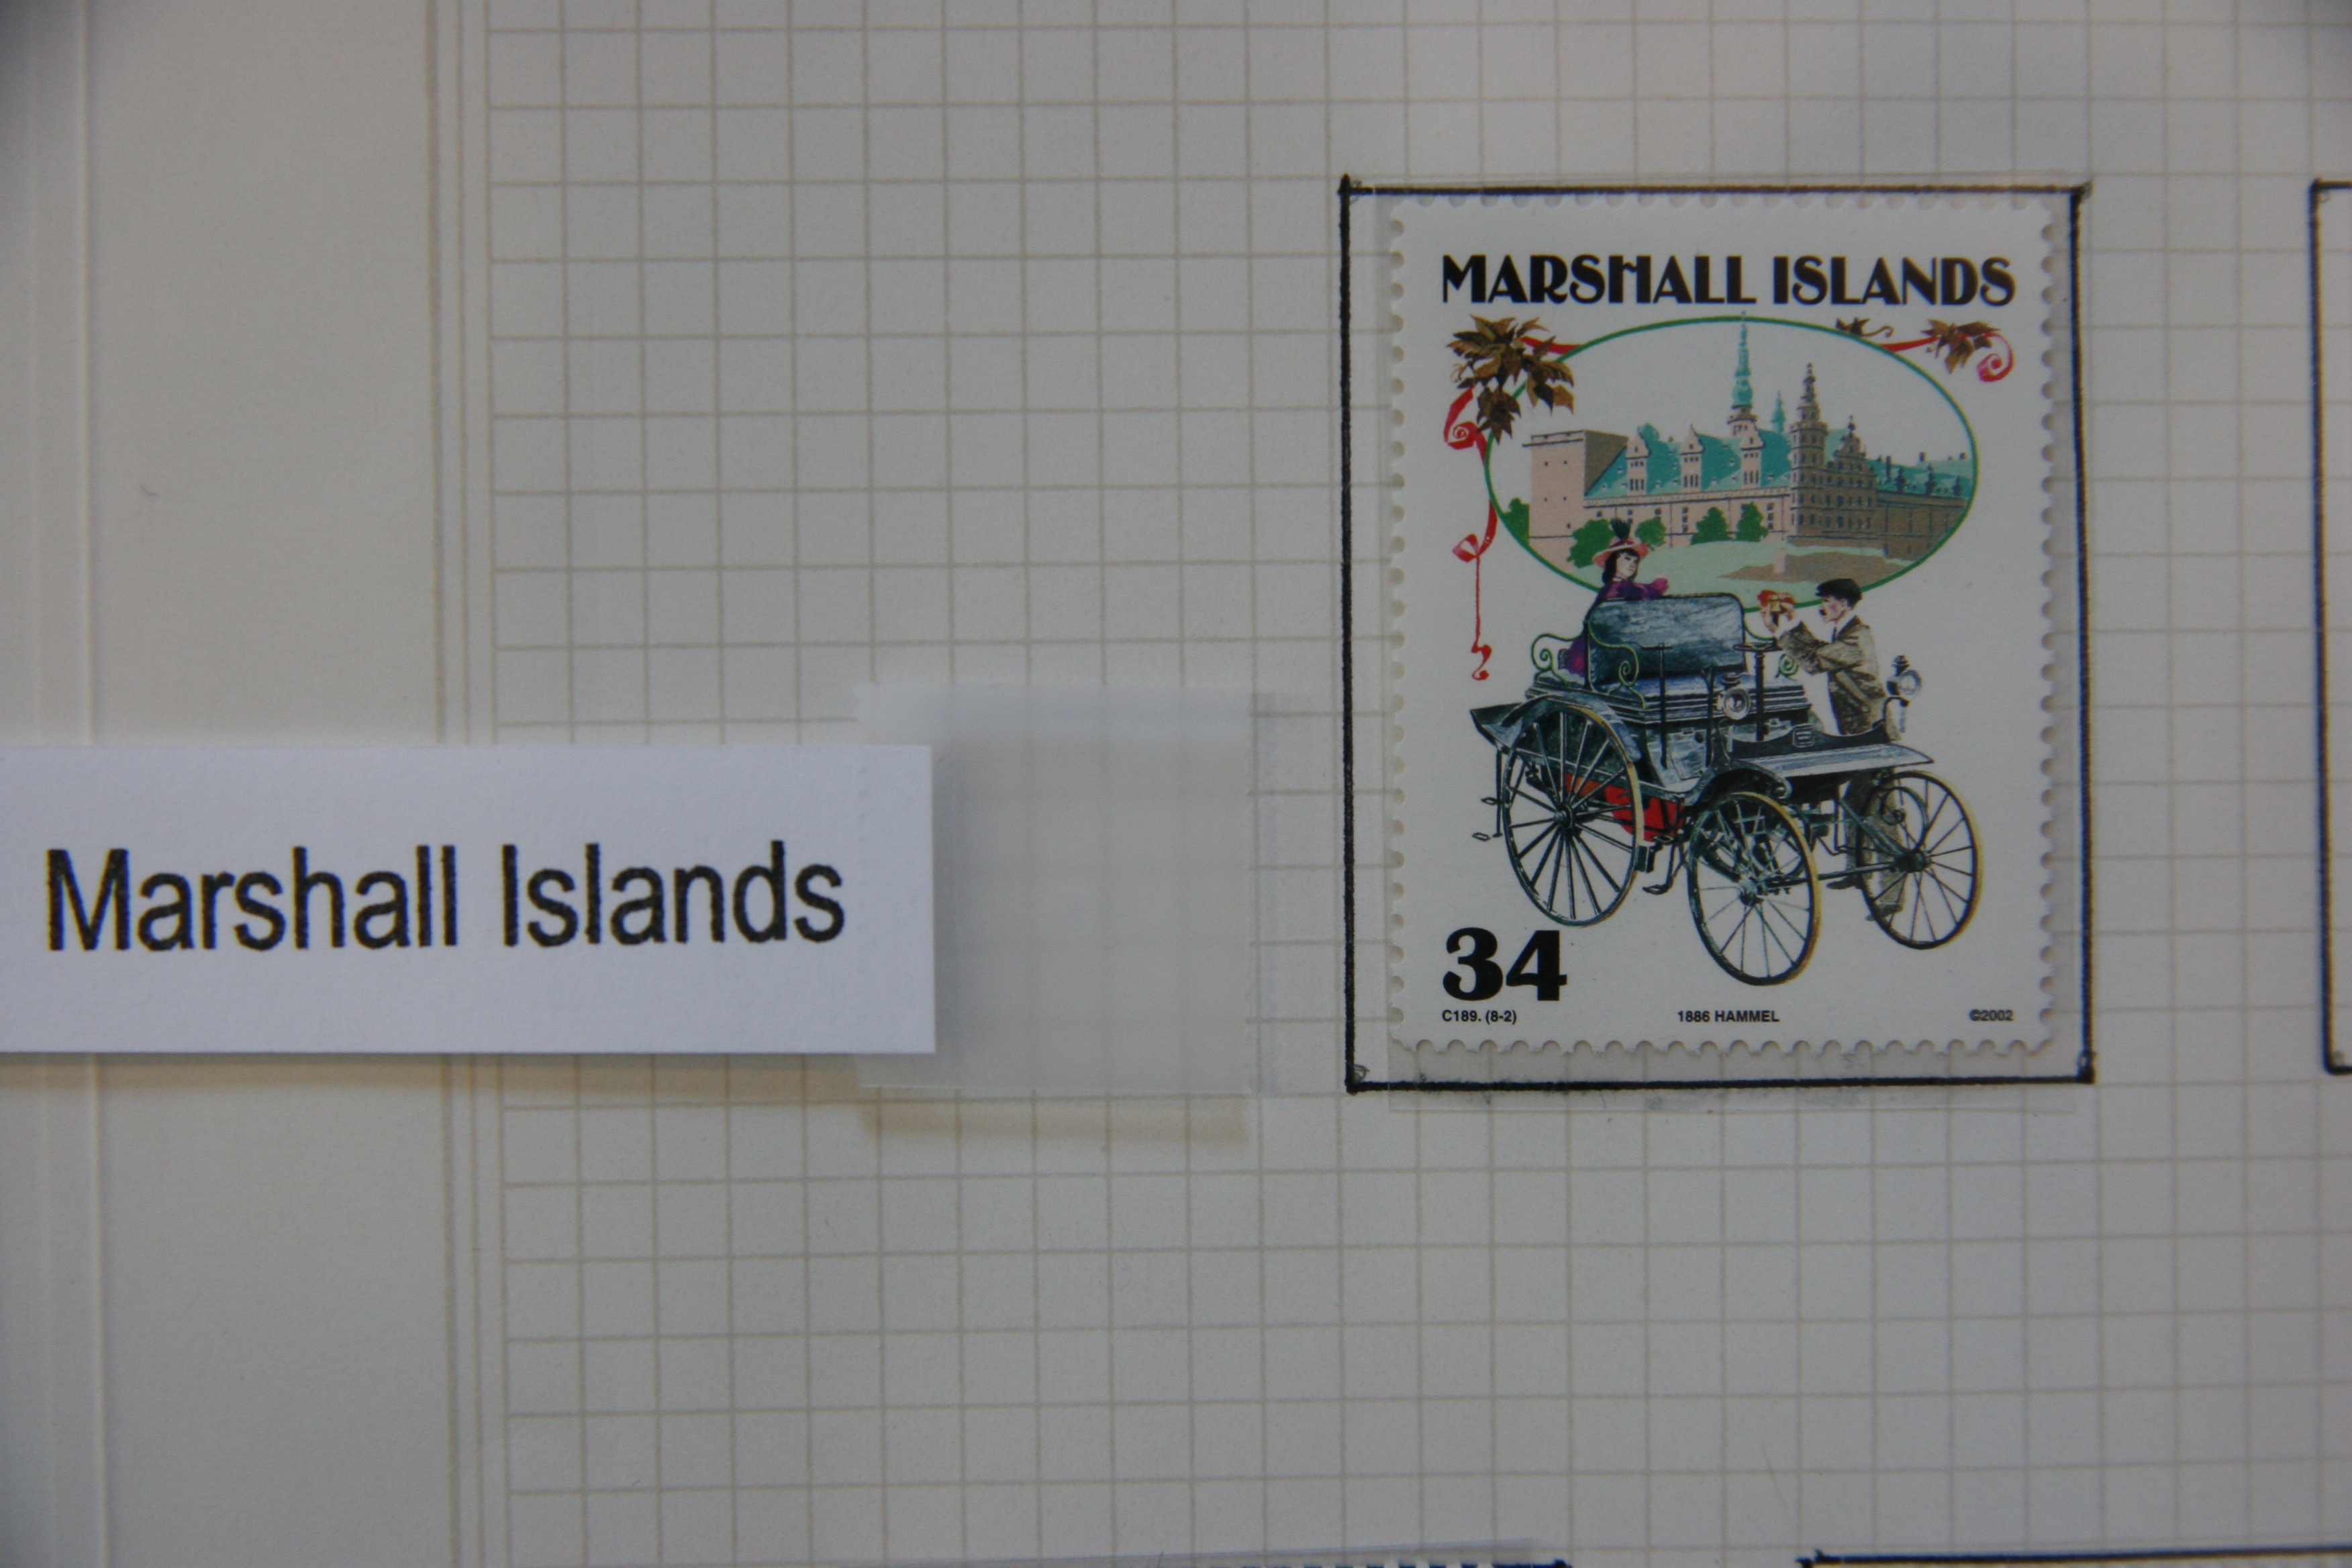 Marshall Islands
MARSHALL ISLANDS
34
C189. (8-2) 1886 HAMMEL ©2002